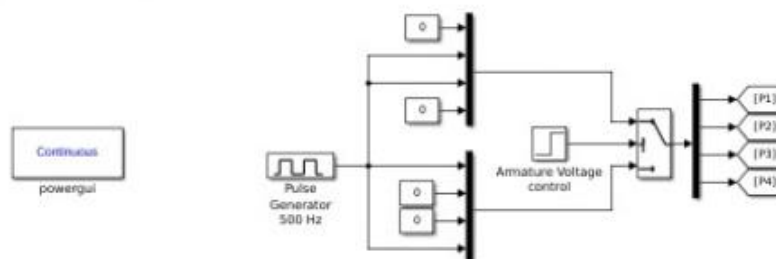 0
[P1]
0
[P2]
Continuous
[P3]
powergui
Armature Voltage
control
[P4]
Pulse
Generator
500 Hz
0
0